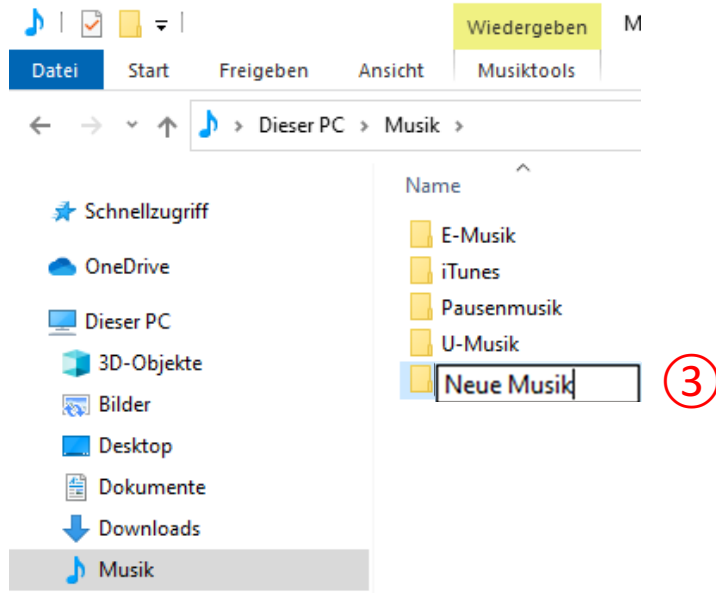 Wiedergeben M
Datei Start Freigeben Ansicht Musiktools
Dieser PC > Musik >
Name
Schnellzugriff
OneDrive
Dieser PC
3D-Objekte
Bilder
Desktop
Dokumente
Downloads
Musik
E-Musik
iTunes
Pausenmusik
U-Musik
Neue Musik
③